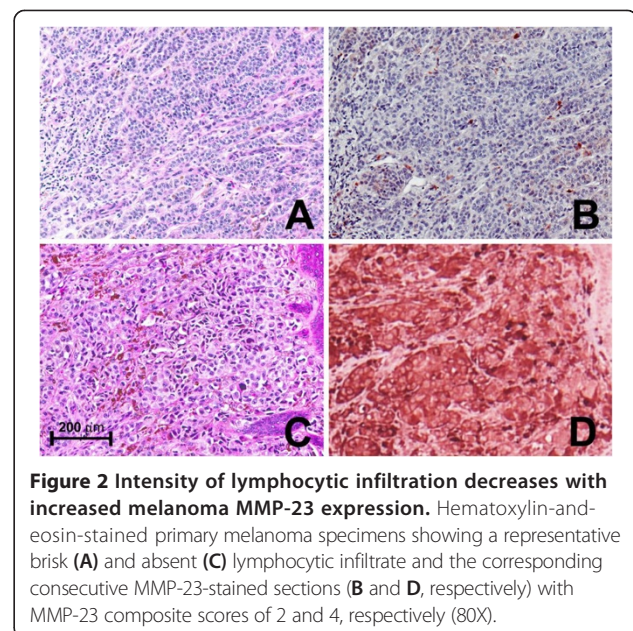 A
B
200 µm
C
D
Figure 2 Intensity of lymphocytic infiltration decreases with
increased melanoma MMP-23 expression. Hematoxylin-and-
eosin-stained primary melanoma specimens showing a representative
brisk (A) and absent (C) lymphocytic infiltrate and the corresponding
consecutive MMP-23-stained sections (B and D, respectively) with
MMP-23 composite scores of 2 and 4, respectively (80X).